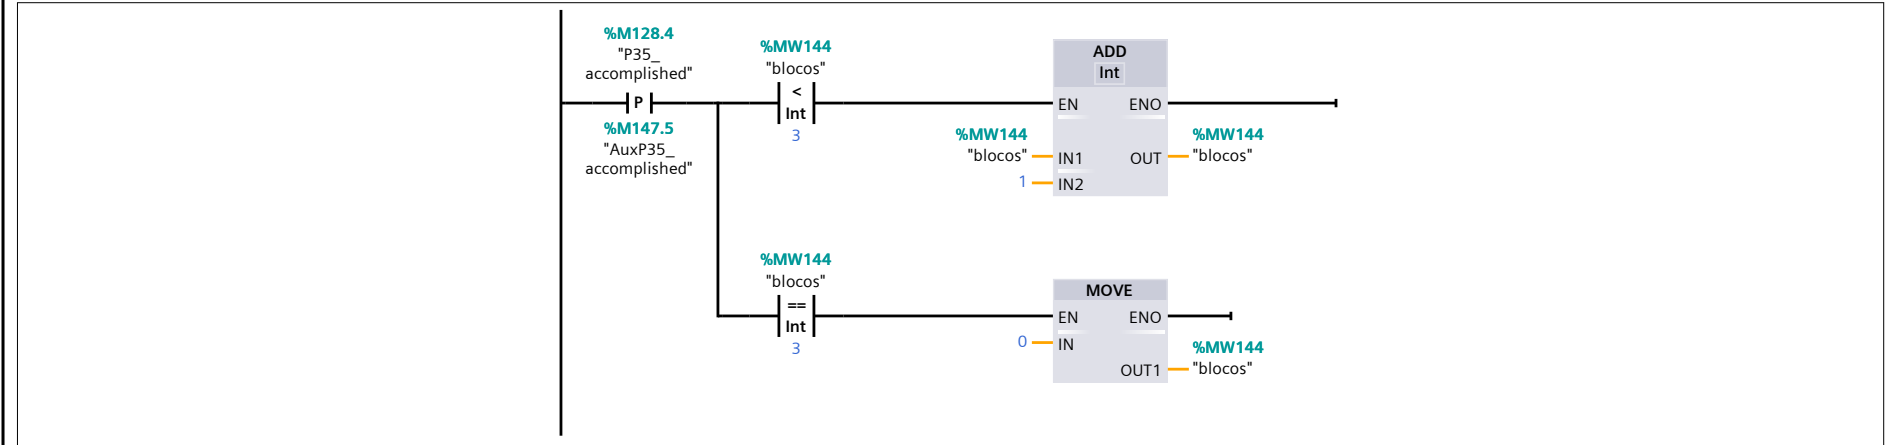 %M128.4
"P35_
accomplished"
P
%M147.5
"AuxP35_
accomplished"
%MW144
"blocos"
<
Int
3
ADD
Int
EN ENO
%MW144
"blocos" IN1
1 IN2
OUT %MW144
"blocos"
%MW144
"blocos"
==
Int
3
MOVE
EN ENO
0 IN
OUT1 %MW144
"blocos"